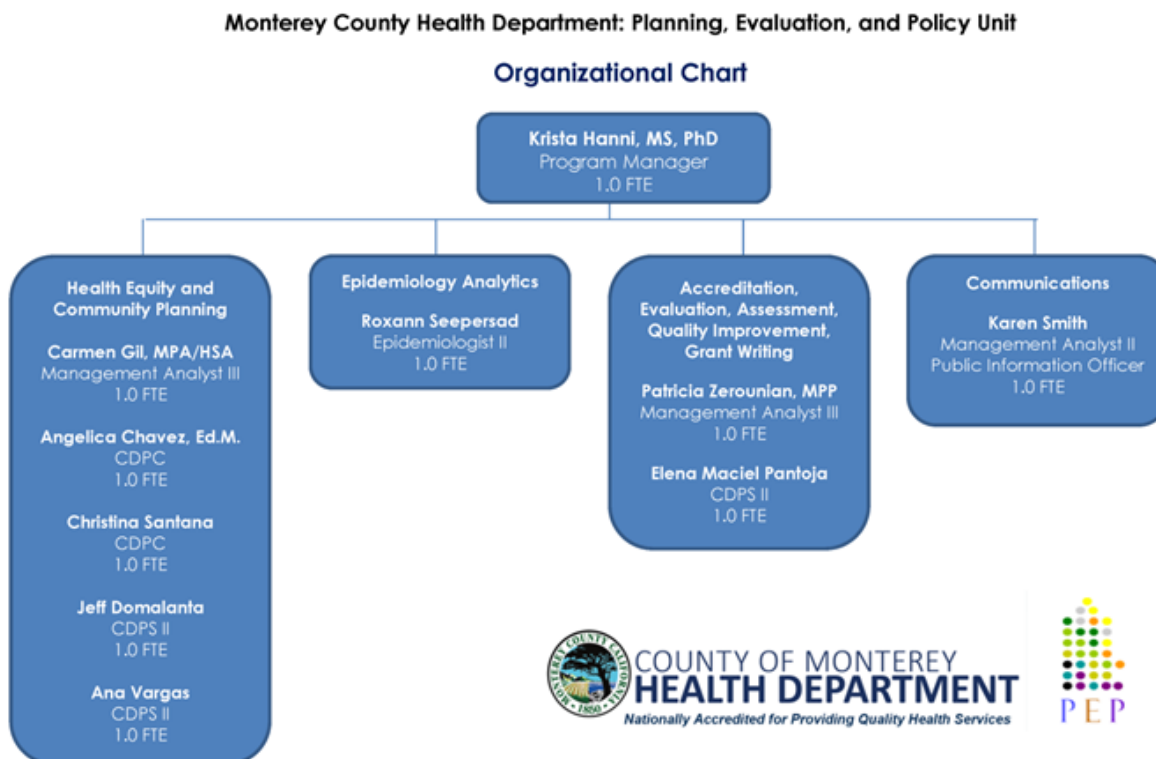 Monterey County Health Department: Planning, Evaluation, and Policy Unit
Organizational Chart
Krista Hanni, MS, PhD
Program Manager
1.0 FTE
Health Equity and
Community Planning
Carmen Gil, MPA/HSA
Management Analyst III
1.0 FTE
Angelica Chavez, Ed.M.
CDPC
1.0 FTE
Christina Santana
CDPC
1.0 FTE
Jeff Domalanta
CDPS II
1.0 FTE
Ana Vargas
CDPS II
1.0 FTE
Epidemiology Analytics
Roxann Seepersad
Epidemiologist II
1.0 FTE
Accreditation,
Evaluation, Assessment,
Quality Improvement,
Grant Writing
Patricia Zerounian, MPP
Management Analyst III
1.0 FTE
Elena Maciel Pantoja
CDPS II
1.0 FTE
Communications
Karen Smith
Management Analyst II
Public Information Officer
1.0 FTE
MONTEREY COUNTY CALIFORNIA
1850
COUNTY OF MONTEREY
HEALTH DEPARTMENT
Nationally Accredited for Providing Quality Health Services
PEP